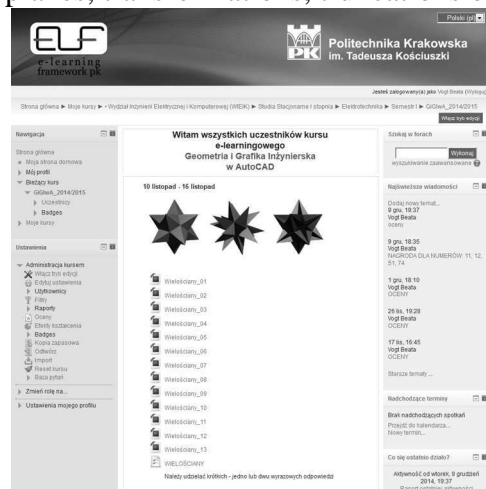 Polski (pl)
ELF
e-learning
framework pk
PK
Politechnika Krakowska
im. Tadeusza Kościuszki
Jesteś zalogowany(a) jako Vogt Beata (Wyloguj)
Strona główna ► Moje kursy ► • Wydział Inżynierii Elektrycznej i Komputerowej (WIEiK) ► Studia Stacjonarne I stopnia ► Elektrotechnika ► Semestr I ► GiGIwA_2014/2015
Włącz tryb edycji
Nawigacja
Strona główna
Moja strona domowa
Mój profil
Bieżący kurs
GiGIwA_2014/2015
Uczestnicy
Badges
Moje kursy
Ustawienia
Administracja kursem
Włącz tryb edycji
Edytuj ustawienia
Użytkownicy
Filtry
Raporty
Oceny
Efekty kształcenia
Badges
Kopia zapasowa
Odtwórz
Import
Reset kursu
Baza pytań
Zmień rolę na...
Ustawienia mojego profilu
Witam wszystkich uczestników kursu
e-learningowego
Geometria i Grafika Inżynierska
w AutoCAD
10 listopad - 16 listopad
Wielościany_01
Wielościany_02
Wielościany_03
Wielościany_04
Wielościany_05
Wielościany_06
Wielościany_07
Wielościany_08
Wielościany_09
Wielościany_10
Wielościany_11
Wielościany_12
Wielościany_13
WIELOŚCIANY
Należy udzielać krótkich - jedno lub dwu wyrazowych odpowiedzi
Szukaj w forach
Wykonaj
wyszukiwanie zaawansowane
Najświeższe wiadomości
Dodaj nowy temat...
9 gru, 19:37
Vogt Beata
oceny
9 gru, 18:35
Vogt Beata
NAGRODA DLA NUMERÓW: 11, 12,
51, 74
1 gru, 18:10
Vogt Beata
OCENY
26 lis, 19:28
Vogt Beata
OCENY
17 lis, 16:45
Vogt Beata
OCENY
Starsze tematy ...
Nadchodzące terminy
Brak nadchodzących spotkań
Przejdź do kalendarza...
Nowy termin...
Co się ostatnio działo?
Aktywność od wtorek, 9 grudzień
2014, 19:37
Raport ostatniej aktywności